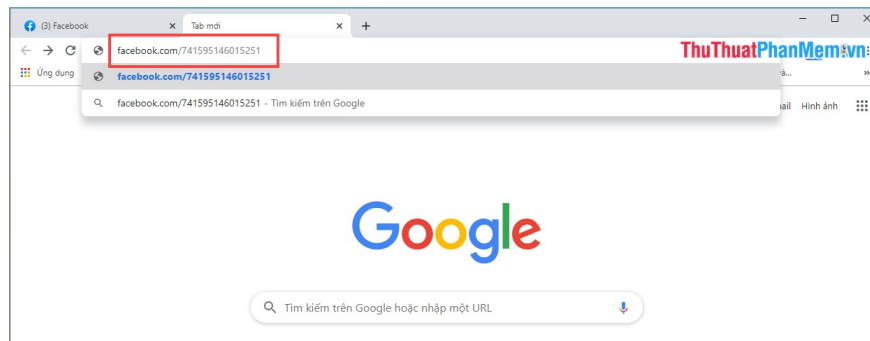 (3) Facebook
Tab mới
facebook.com/741595146015251
ThuThuatPhanMem.vn
Ứng dụng
facebook.com/741595146015251
facebook.com/741595146015251 - Tìm kiếm trên Google
Hình ảnh
Google
Tìm kiếm trên Google hoặc nhập một URL